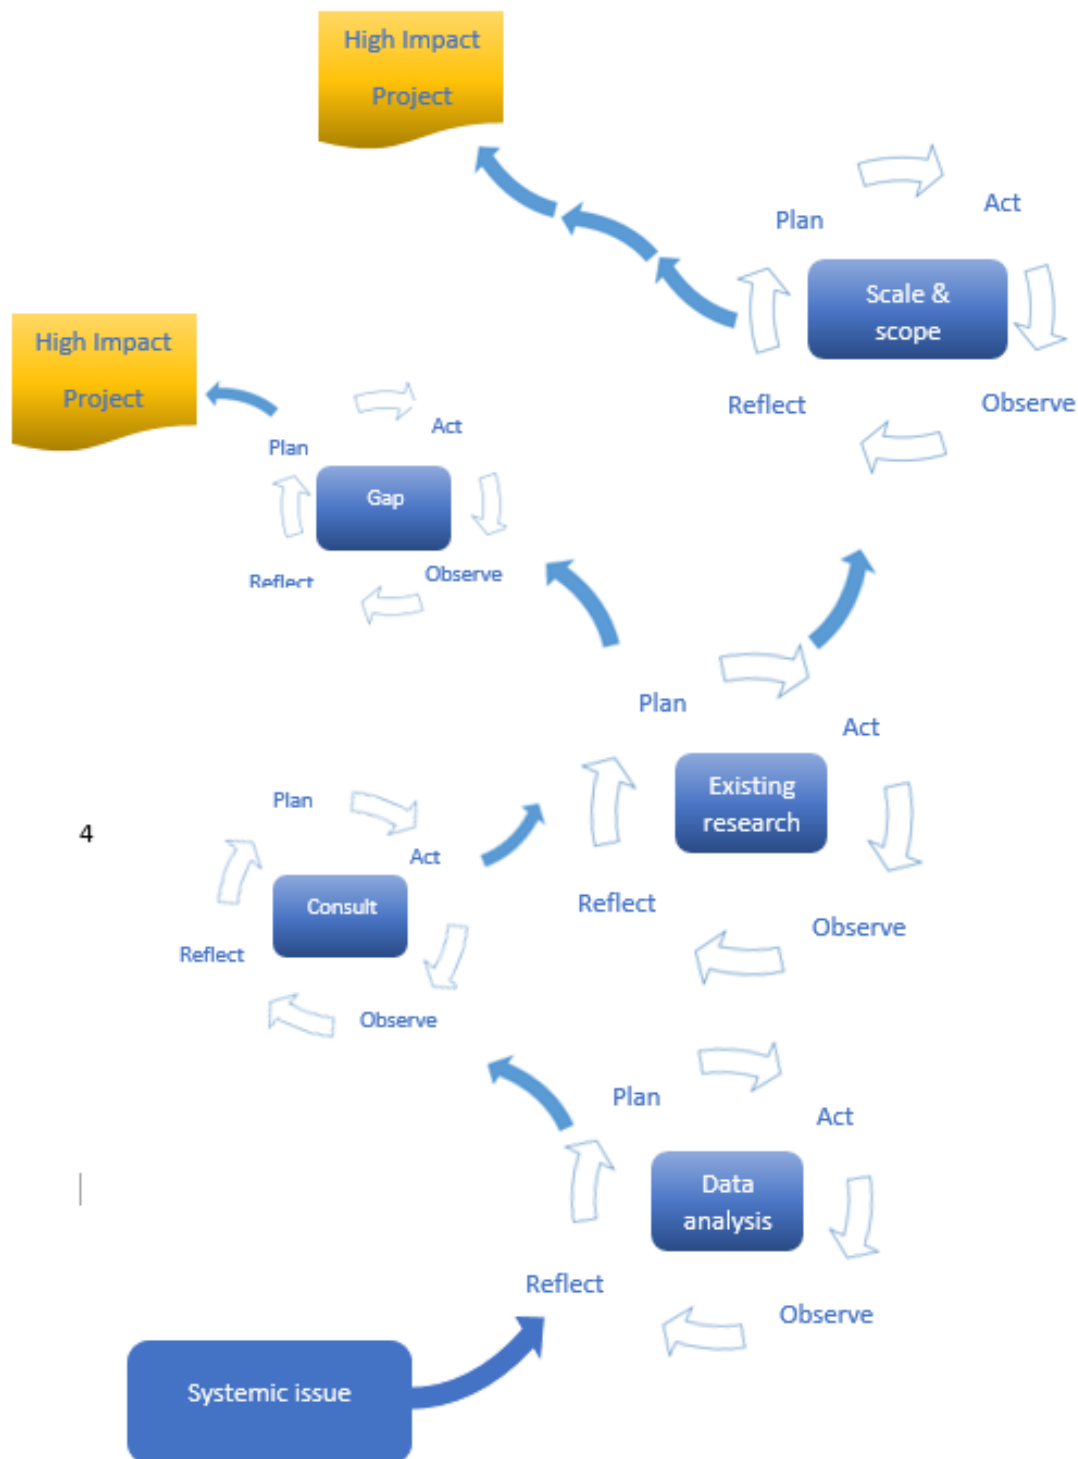 High Impact
Project
Plan
Act
Scale &
scope
Reflect
Observe
High Impact
Project
Plan
Act
Gap
Reflect
Observe
Plan
Act
Existing
research
Reflect
Observe
4
Plan
Act
Consult
Reflect
Observe
Plan
Act
Data
analysis
Reflect
Observe
Systemic issue